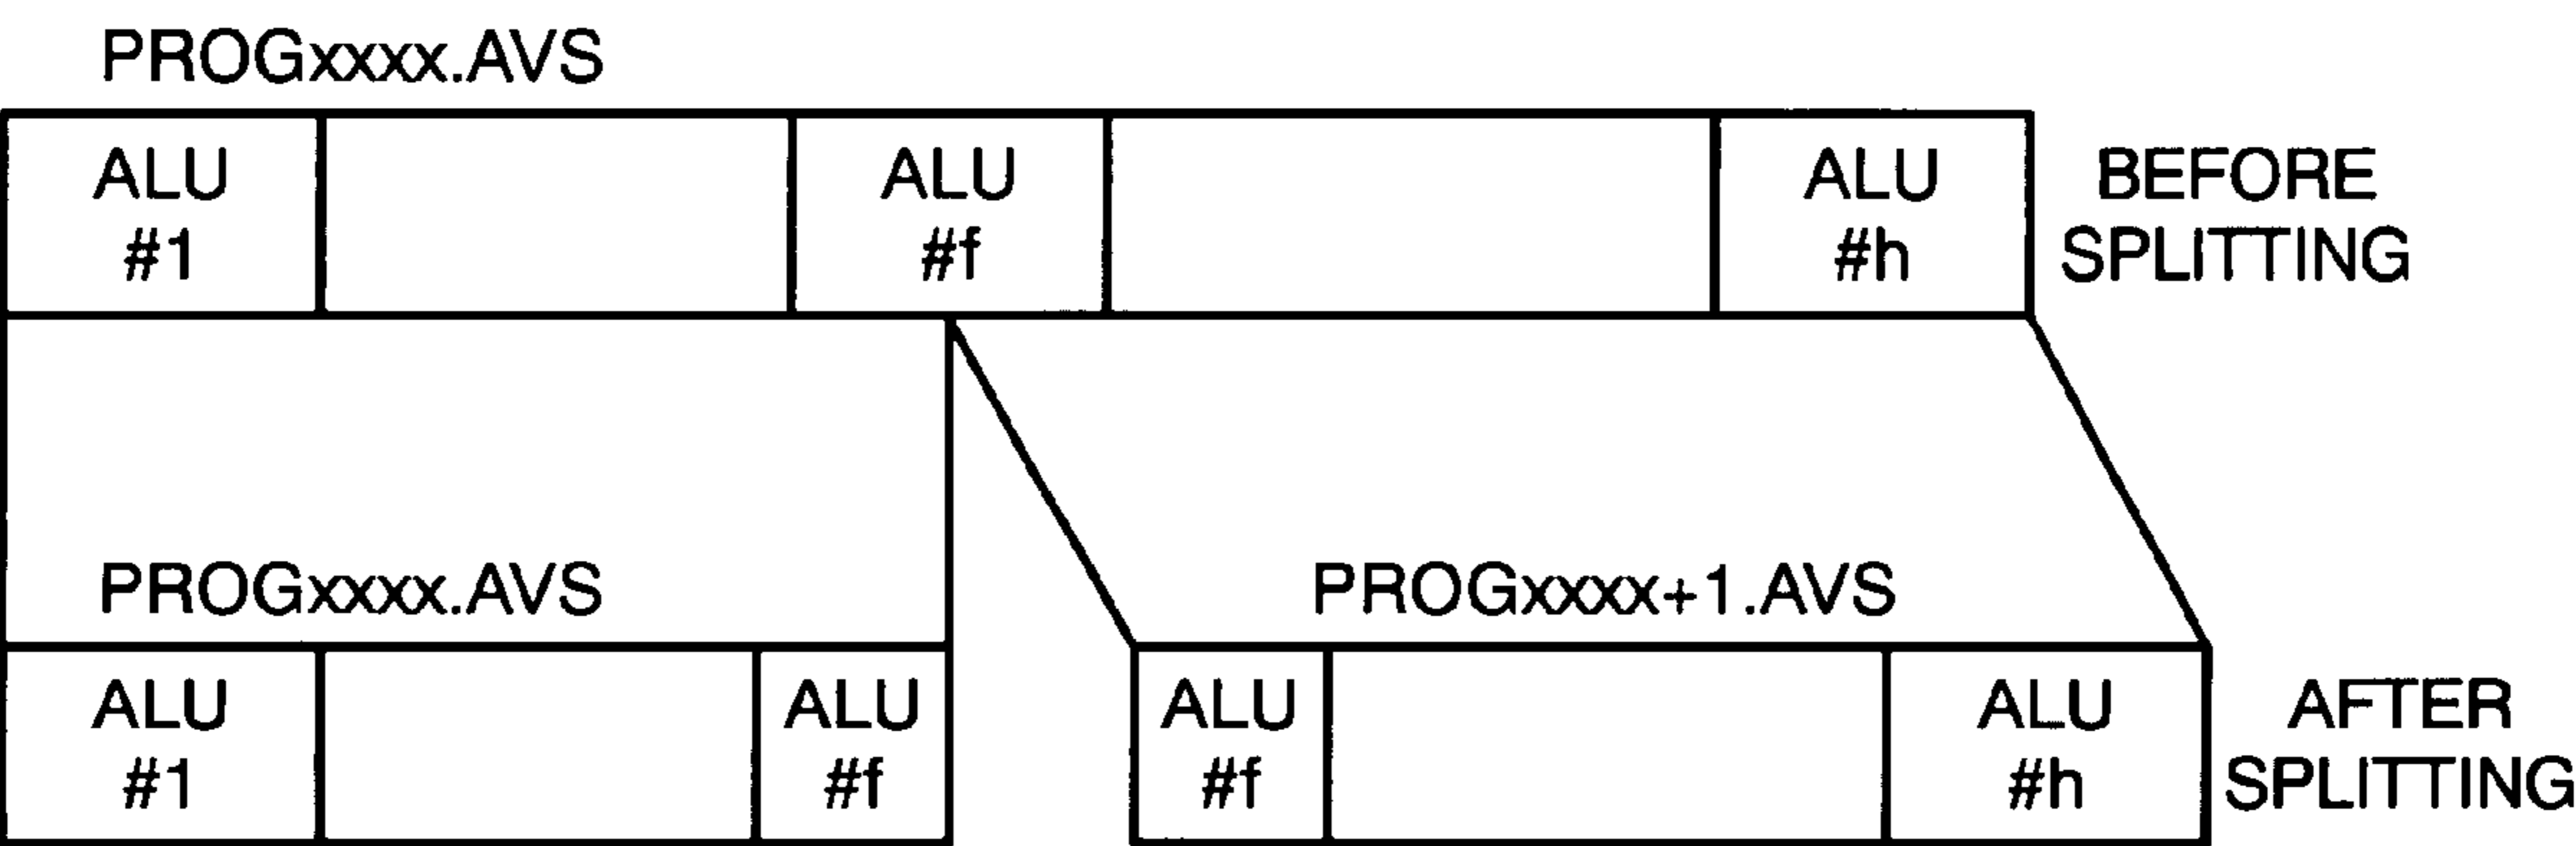 PROGxxxx.AVS
ALU
#1
ALU
#f
ALU
#h
BEFORE
SPLITTING
PROGxxxx.AVS
PROGxxxx+1.AVS
ALU
#1
ALU
#f
ALU
#f
ALU
#h
AFTER
SPLITTING